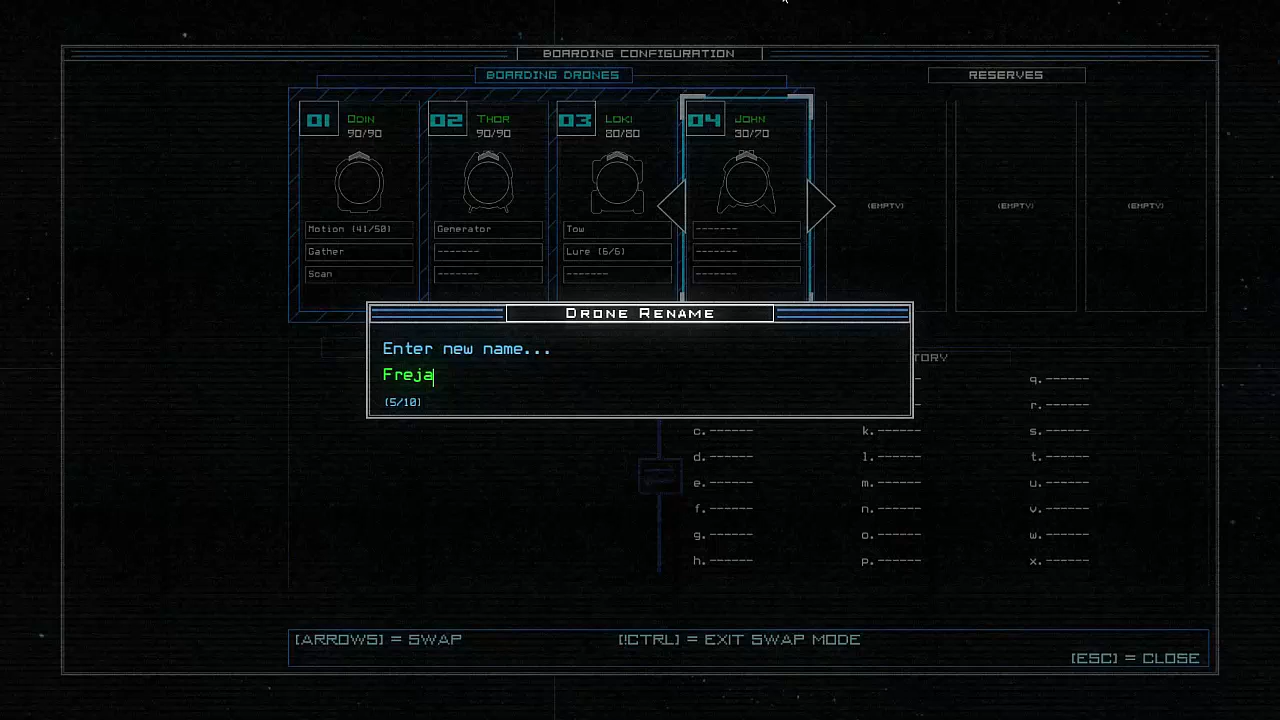 BOARDING CONFIGURATION
BOARDING DRONES
RESERVES
01 ODIN 90/90
02 THOR 90/90
03 LOKI 80/80
04 JOHN 30/70
Motion (41/50)
Gather
Scan
Generator
-------
-------
Tow
Lure (6/6)
-------
-------
-------
-------
(EMPTY) (EMPTY) (EMPTY)
DRONE RENAME
Enter new name...
Freja
(5/10)
TORY
q.------
r.------
c.------ k.------ s.------
d.------ l.------ t.------
e.------ m.------ u.------
f.------ n.------ v.------
g.------ o.------ w.------
h.------ p.------ x.------
[ARROWS] = SWAP [!CTRL] = EXIT SWAP MODE
[ESC] = CLOSE